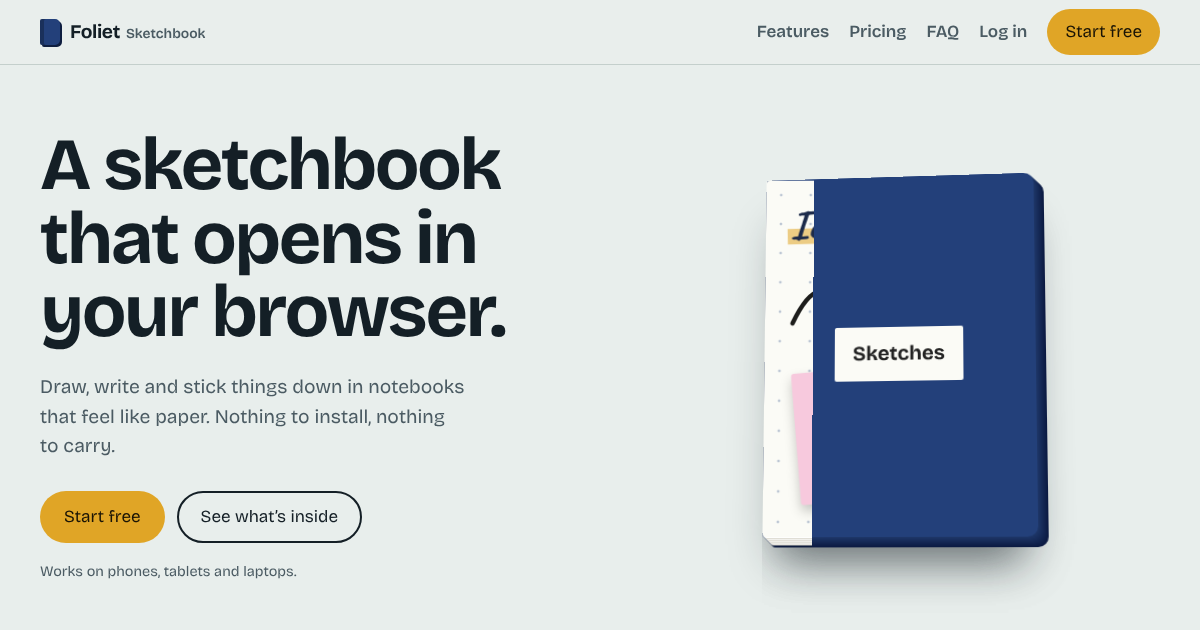 Foliet Sketchbook
Features Pricing FAQ Log in Start free
A sketchbook
that opens in
your browser.
Draw, write and stick things down in notebooks
that feel like paper. Nothing to install, nothing
to carry.
Start free See what’s inside
Works on phones, tablets and laptops.
Sketches